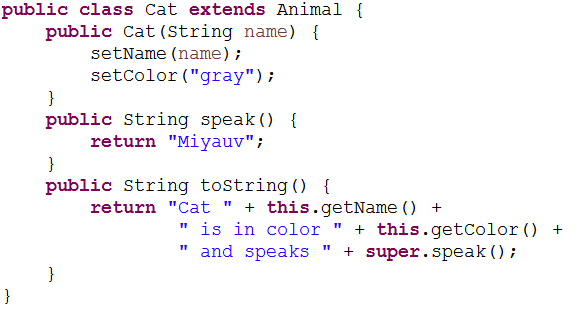 public class Cat extends Animal {
    public Cat(String name) {
        setName(name);
        setColor("gray");
    }
    public String speak() {
        return "Miyauv";
    }
    public String toString() {
        return "Cat " + this.getName() +
                " is in color " + this.getColor() +
                " and speaks " + super.speak();
    }
}